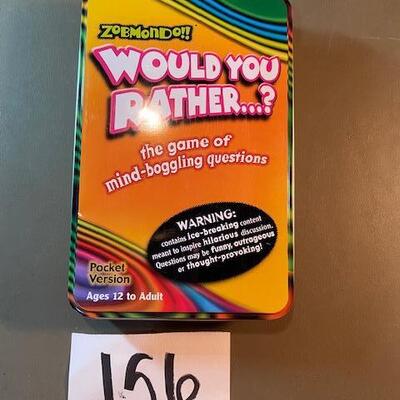 ZOBMONDO!!
WOULD YOU
RATHER...?
the game of
mind-boggling questions
WARNING:
contains ice-breaking content
meant to inspire hilarious discussion.
Questions may be funny, outrageous
or thought-provoking!
Pocket
Version
Ages 12 to Adult
156